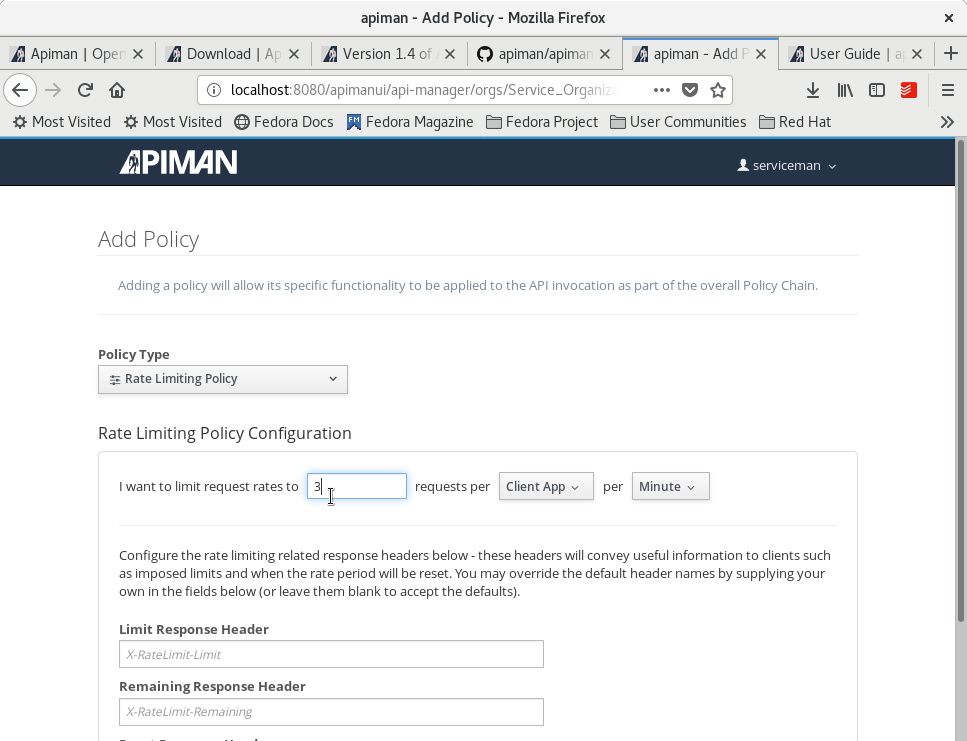 apiman - Add Policy - Mozilla Firefox
Apiman | Open
Download | Ap
Version 1.4 of
apiman/apiman
apiman - Add P
User Guide | a
localhost:8080/apimanui/api-manager/orgs/Service_Organiza
Most Visited
Most Visited
Fedora Docs
Fedora Magazine
Fedora Project
User Communities
Red Hat
APIMAN
serviceman
Add Policy
Adding a policy will allow its specific functionality to be applied to the API invocation as part of the overall Policy Chain.
Policy Type
Rate Limiting Policy
Rate Limiting Policy Configuration
I want to limit request rates to 3 requests per Client App per Minute
Configure the rate limiting related response headers below - these headers will convey useful information to clients such
as imposed limits and when the rate period will be reset. You may override the default header names by supplying your
own in the fields below (or leave them blank to accept the defaults).
Limit Response Header
X-RateLimit-Limit
Remaining Response Header
X-RateLimit-Remaining